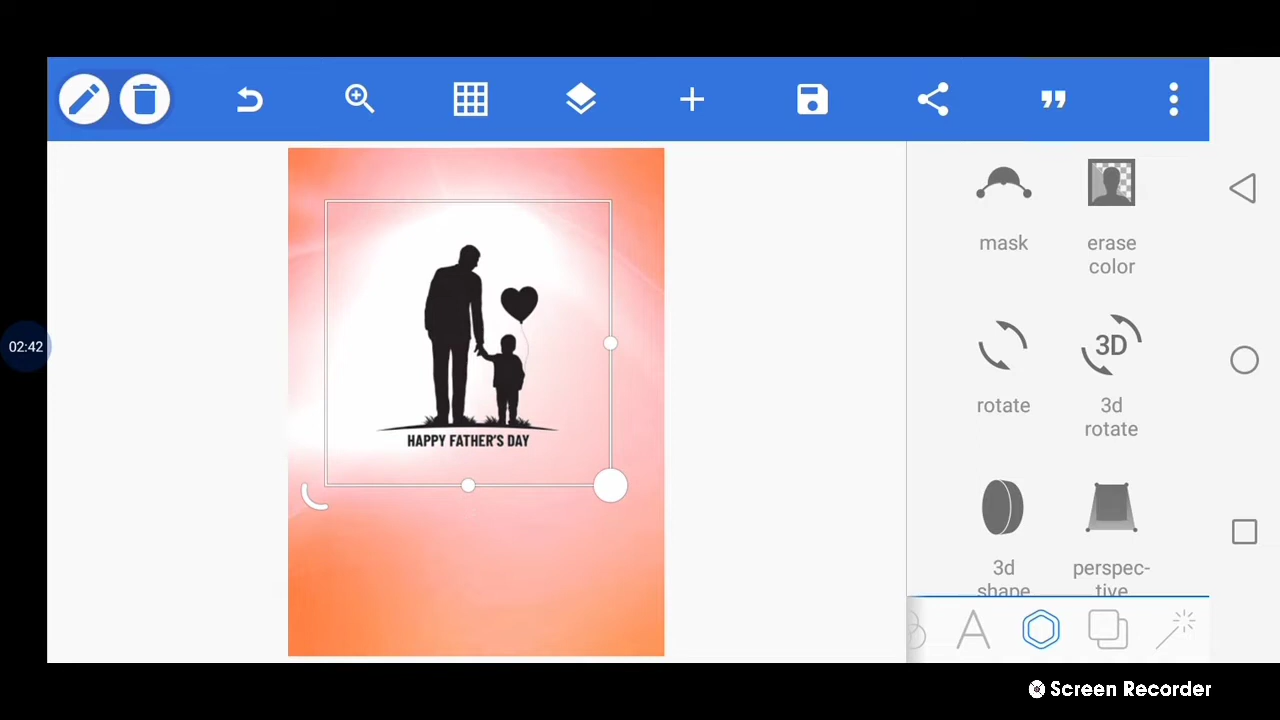 02:42
HAPPY FATHER'S DAY
mask
erase
color
rotate
3D
3d
rotate
3d
shape
perspec-
tive
A
Screen Recorder